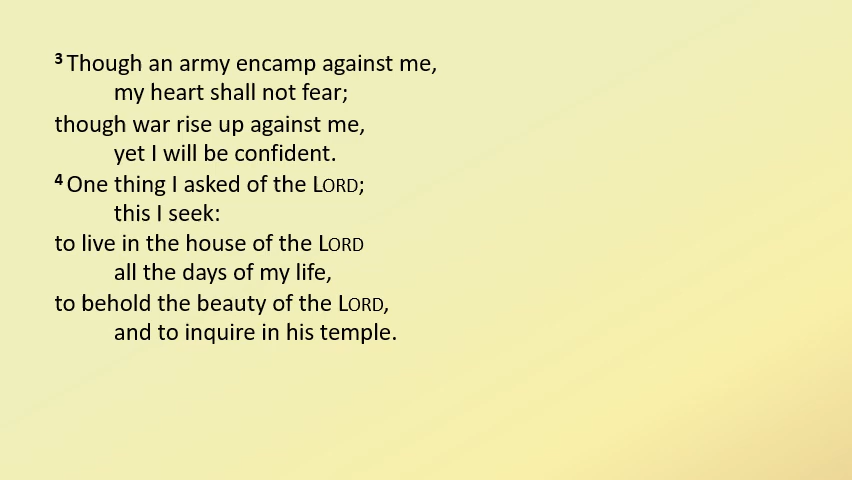 ³ Though an army encamp against me,
my heart shall not fear;
though war rise up against me,
yet I will be confident.
⁴ One thing I asked of the LORD;
this I seek:
to live in the house of the LORD
all the days of my life,
to behold the beauty of the LORD,
and to inquire in his temple.